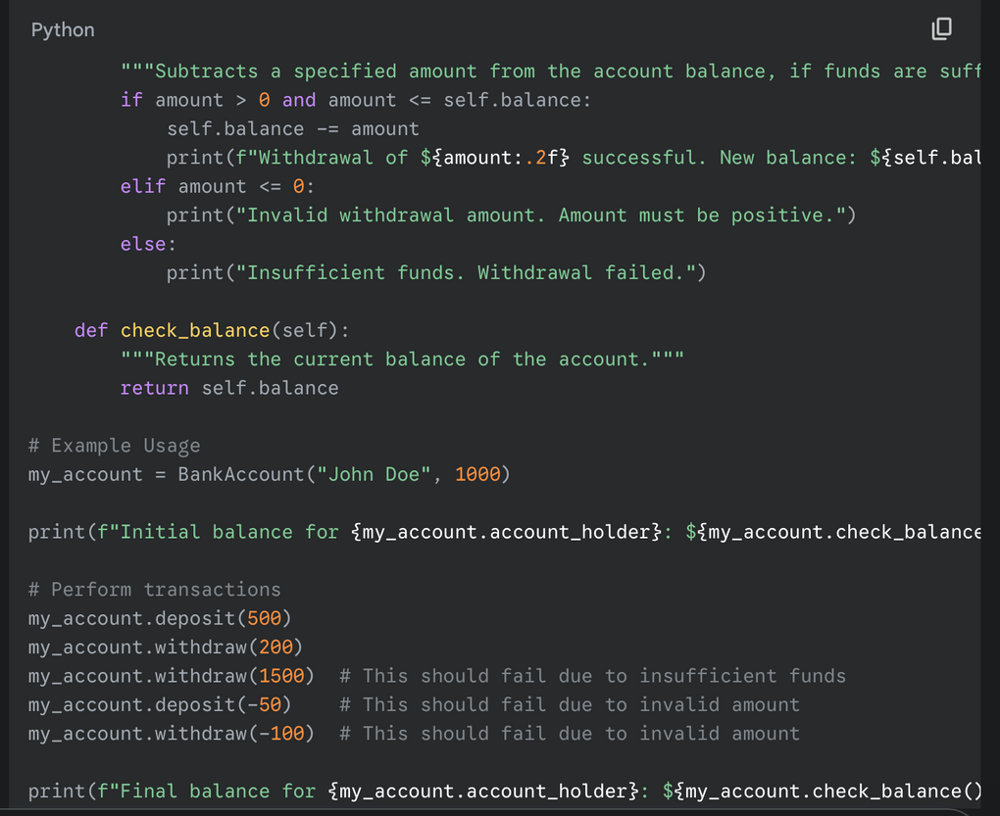 Python
        """Subtracts a specified amount from the account balance, if funds are suff
        if amount > 0 and amount <= self.balance:
            self.balance -= amount
            print(f"Withdrawal of ${amount:.2f} successful. New balance: ${self.bal
        elif amount <= 0:
            print("Invalid withdrawal amount. Amount must be positive.")
        else:
            print("Insufficient funds. Withdrawal failed.")

    def check_balance(self):
        """Returns the current balance of the account."""
        return self.balance

# Example Usage
my_account = BankAccount("John Doe", 1000)

print(f"Initial balance for {my_account.account_holder}: ${my_account.check_balance

# Perform transactions
my_account.deposit(500)
my_account.withdraw(200)
my_account.withdraw(1500)  # This should fail due to insufficient funds
my_account.deposit(-50)    # This should fail due to invalid amount
my_account.withdraw(-100)  # This should fail due to invalid amount

print(f"Final balance for {my_account.account_holder}: ${my_account.check_balance()